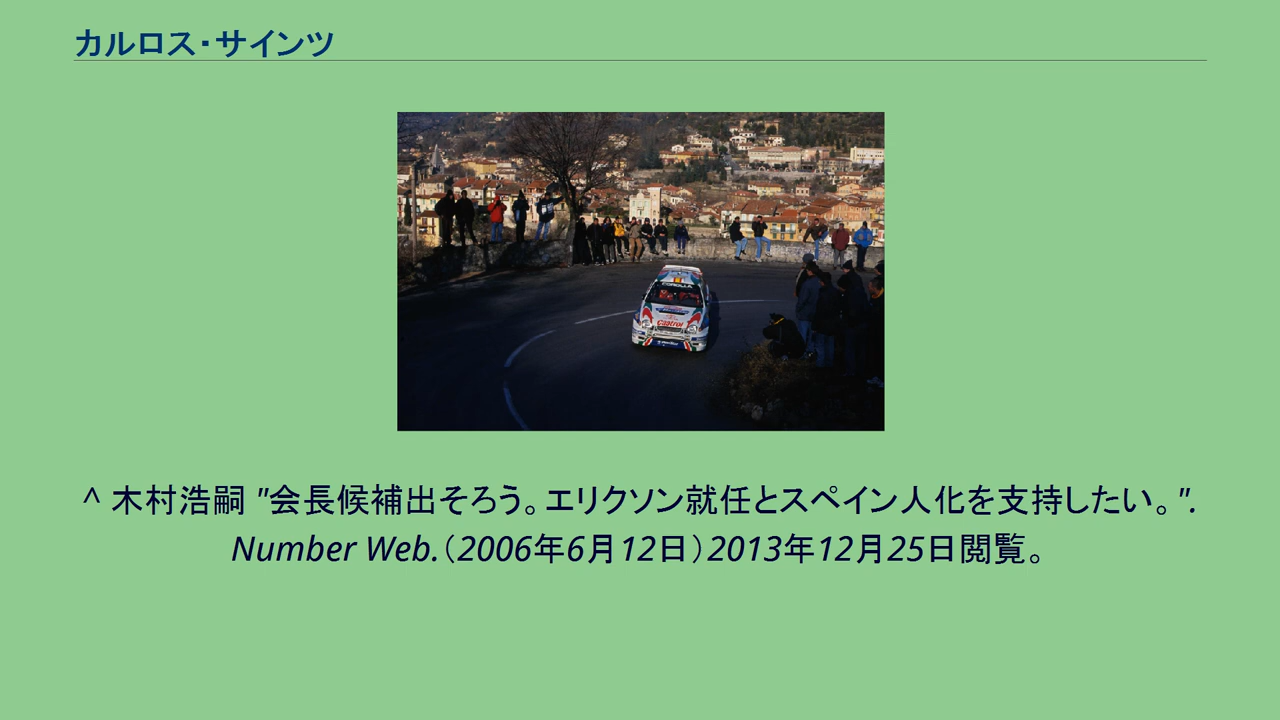 カルロス・サインツ
COROLLA
Castrol
^ 木村浩嗣 "会長候補出そろう。エリクソン就任とスペイン人化を支持したい。".
Number Web.（2006年6月12日）2013年12月25日閲覧。